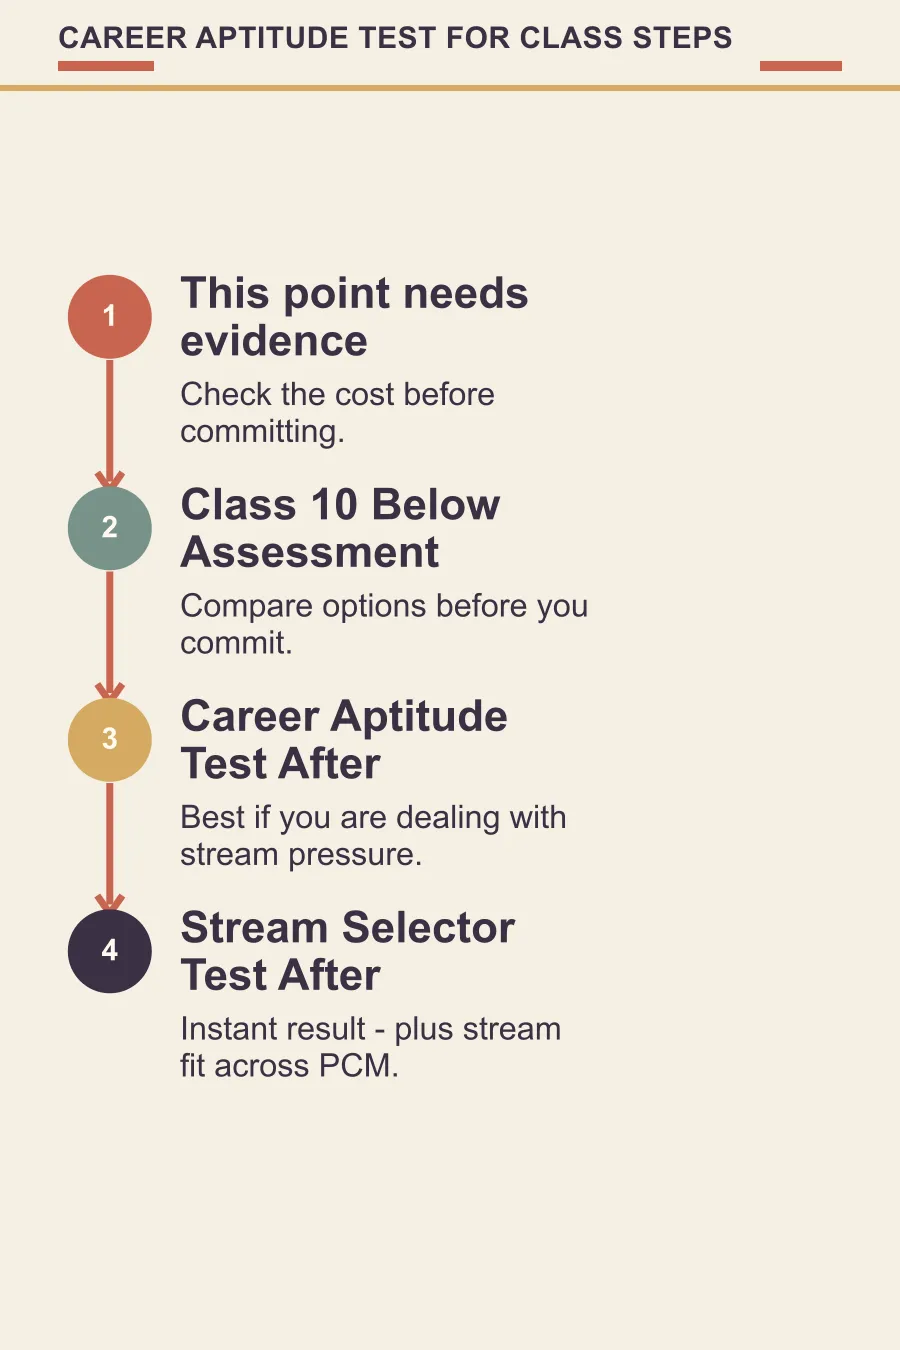 CAREER APTITUDE TEST FOR CLASS STEPS
1
This point needs
evidence
Check the cost before
committing.
2
Class 10 Below
Assessment
Compare options before you
commit.
3
Career Aptitude
Test After
Best if you are dealing with
stream pressure.
4
Stream Selector
Test After
Instant result - plus stream
fit across PCM.